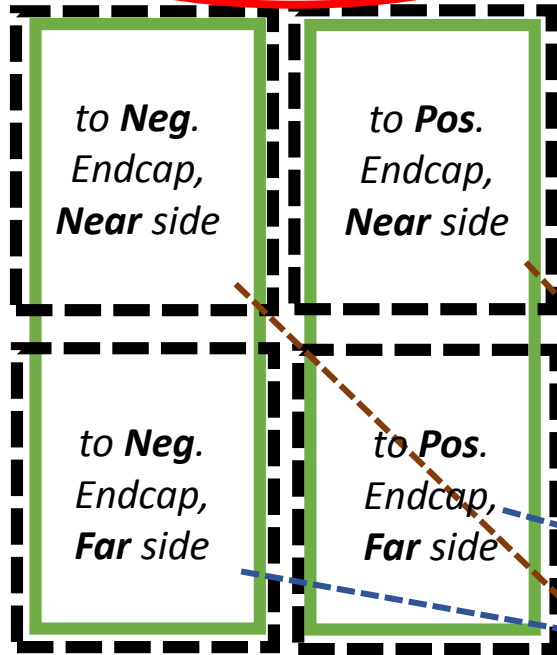 to Neg.
Endcap,
Near side
to Pos.
Endcap,
Near side
to Neg.
Endcap,
Far side
to Pos.
Endcap,
Far side